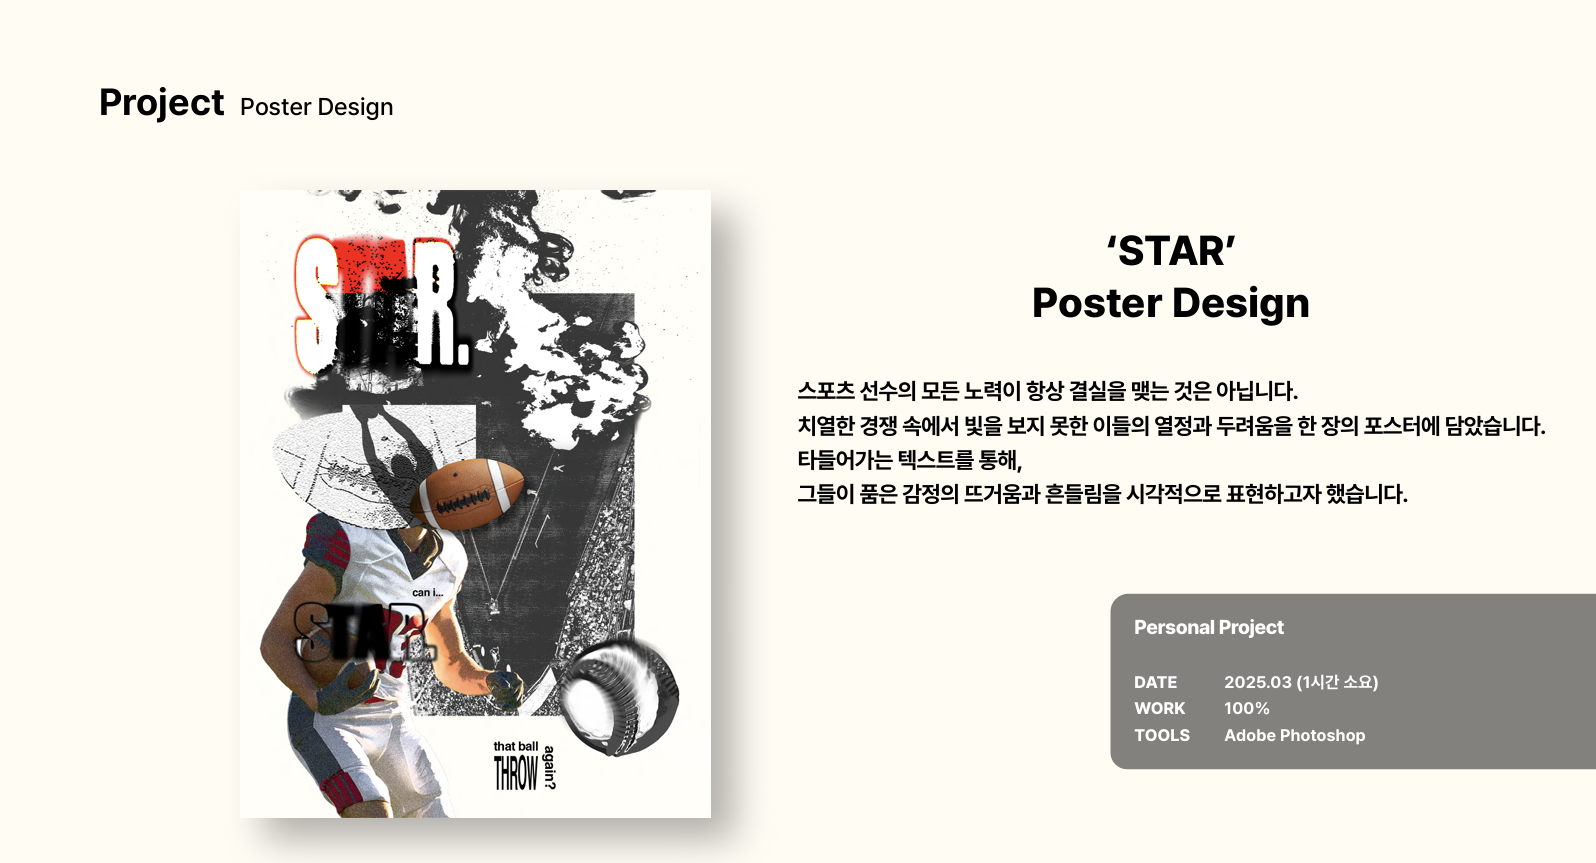 Project Poster Design
STAR.
can i...
STAR.
that ball
THROW
again?
‘STAR’
Poster Design
스포츠 선수의 모든 노력이 항상 결실을 맺는 것은 아닙니다.
치열한 경쟁 속에서 빛을 보지 못한 이들의 열정과 두려움을 한 장의 포스터에 담았습니다.
타들어가는 텍스트를 통해,
그들이 품은 감정의 뜨거움과 흔들림을 시각적으로 표현하고자 했습니다.
Personal Project
DATE 2025.03 (1시간 소요)
WORK 100%
TOOLS Adobe Photoshop